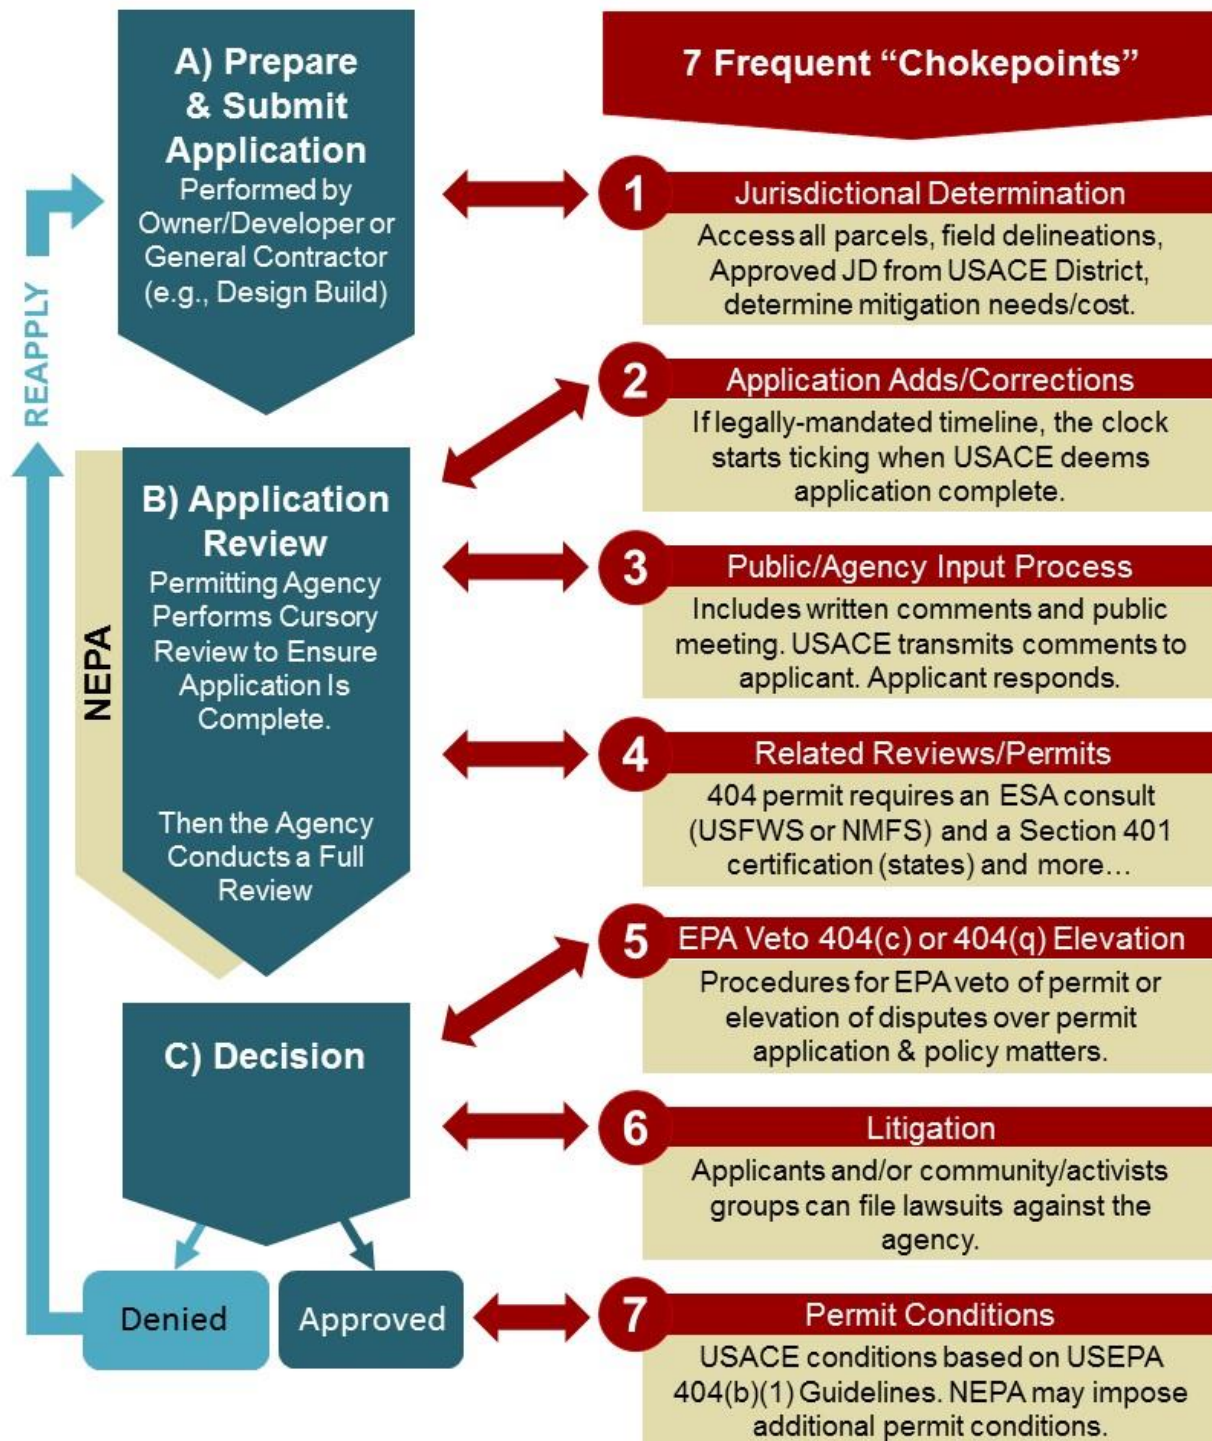 A) Prepare
& Submit
Application
Performed by
Owner/Developer or
General Contractor
(e.g., Design Build)
REAPPLY
NEPA
B) Application
Review
Permitting Agency
Performs Cursory
Review to Ensure
Application Is
Complete.
Then the Agency
Conducts a Full
Review
C) Decision
Denied
Approved
7 Frequent “Chokepoints”
1
Jurisdictional Determination
Access all parcels, field delineations,
Approved JD from USACE District,
determine mitigation needs/cost.
2
Application Adds/Corrections
If legally-mandated timeline, the clock
starts ticking when USACE deems
application complete.
3
Public/Agency Input Process
Includes written comments and public
meeting. USACE transmits comments to
applicant. Applicant responds.
4
Related Reviews/Permits
404 permit requires an ESA consult
(USFWS or NMFS) and a Section 401
certification (states) and more…
5
EPA Veto 404(c) or 404(q) Elevation
Procedures for EPA veto of permit or
elevation of disputes over permit
application & policy matters.
6
Litigation
Applicants and/or community/activists
groups can file lawsuits against the
agency.
7
Permit Conditions
USACE conditions based on USEPA
404(b)(1) Guidelines. NEPA may impose
additional permit conditions.